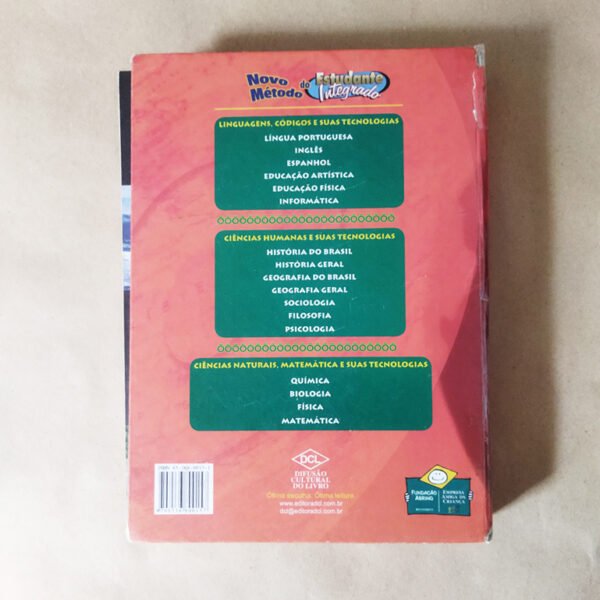 Novo
Método do Estudante
Integrado
LINGUAGENS, CÓDIGOS E SUAS TECNOLOGIAS
LÍNGUA PORTUGUESA
INGLÊS
ESPANHOL
EDUCAÇÃO ARTÍSTICA
EDUCAÇÃO FÍSICA
INFORMÁTICA
CIÊNCIAS HUMANAS E SUAS TECNOLOGIAS
HISTÓRIA DO BRASIL
HISTÓRIA GERAL
GEOGRAFIA DO BRASIL
GEOGRAFIA GERAL
SOCIOLOGIA
FILOSOFIA
PSICOLOGIA
CIÊNCIAS NATURAIS, MATEMÁTICA E SUAS TECNOLOGIAS
QUÍMICA
BIOLOGIA
FÍSICA
MATEMÁTICA
DCL
DIFUSÃO
CULTURAL
DO LIVRO
Ótima escolha. Ótima leitura.
www.editoradcl.com.br
dcl@editoradcl.com.br
FUNDAÇÃO
ABRINQ
EMPRESA
AMIGA DA
CRIANÇA